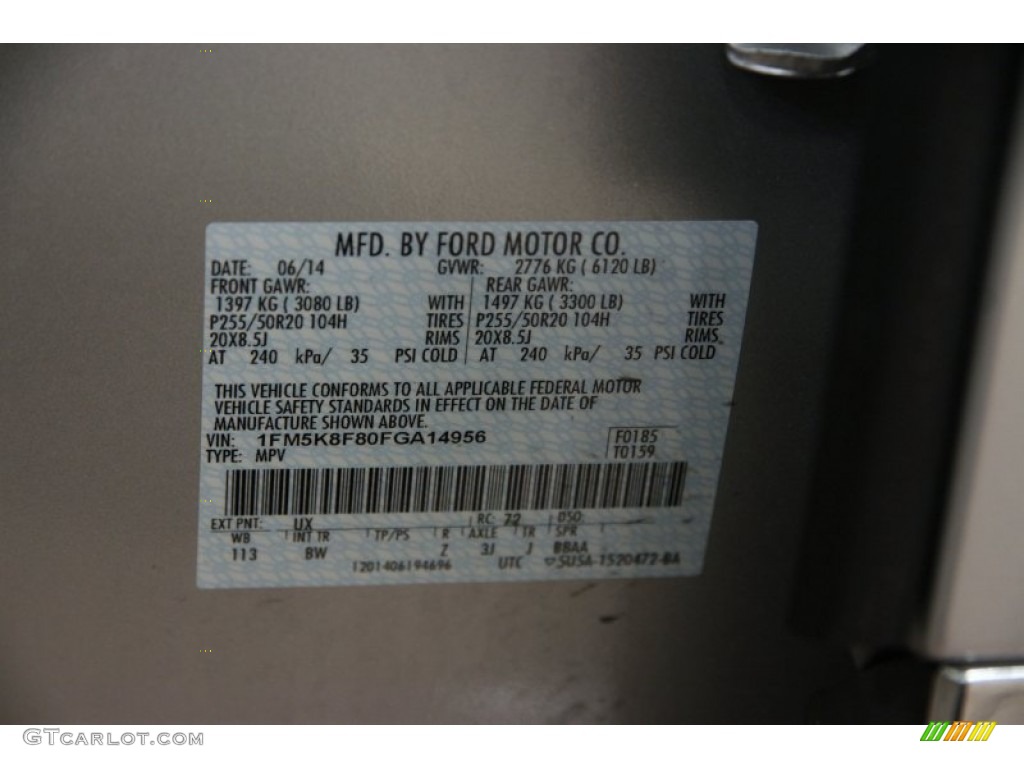 MFD. BY FORD MOTOR CO.
DATE: 06/14 GVWR: 2776 KG ( 6120 LB)
FRONT GAWR: REAR GAWR:
1397 KG ( 3080 LB) WITH 1497 KG ( 3300 LB) WITH
P255/50R20 104H TIRES P255/50R20 104H TIRES
20X8.5J RIMS 20X8.5J RIMS
AT 240 kPa/ 35 PSI COLD AT 240 kPa/ 35 PSI COLD
THIS VEHICLE CONFORMS TO ALL APPLICABLE FEDERAL MOTOR
VEHICLE SAFETY STANDARDS IN EFFECT ON THE DATE OF
MANUFACTURE SHOWN ABOVE.
VIN: 1FM5K8F80FGA14956 F0185
TYPE: MPV T0159
EXT PNT: UX RC: 72 DSO:
WB INT TR TP/PS R AXLE TR SPR
113 BW Z 3J J BBAA
1201406194696 UTC 5USA-1520472-BA
GTcarlot.com